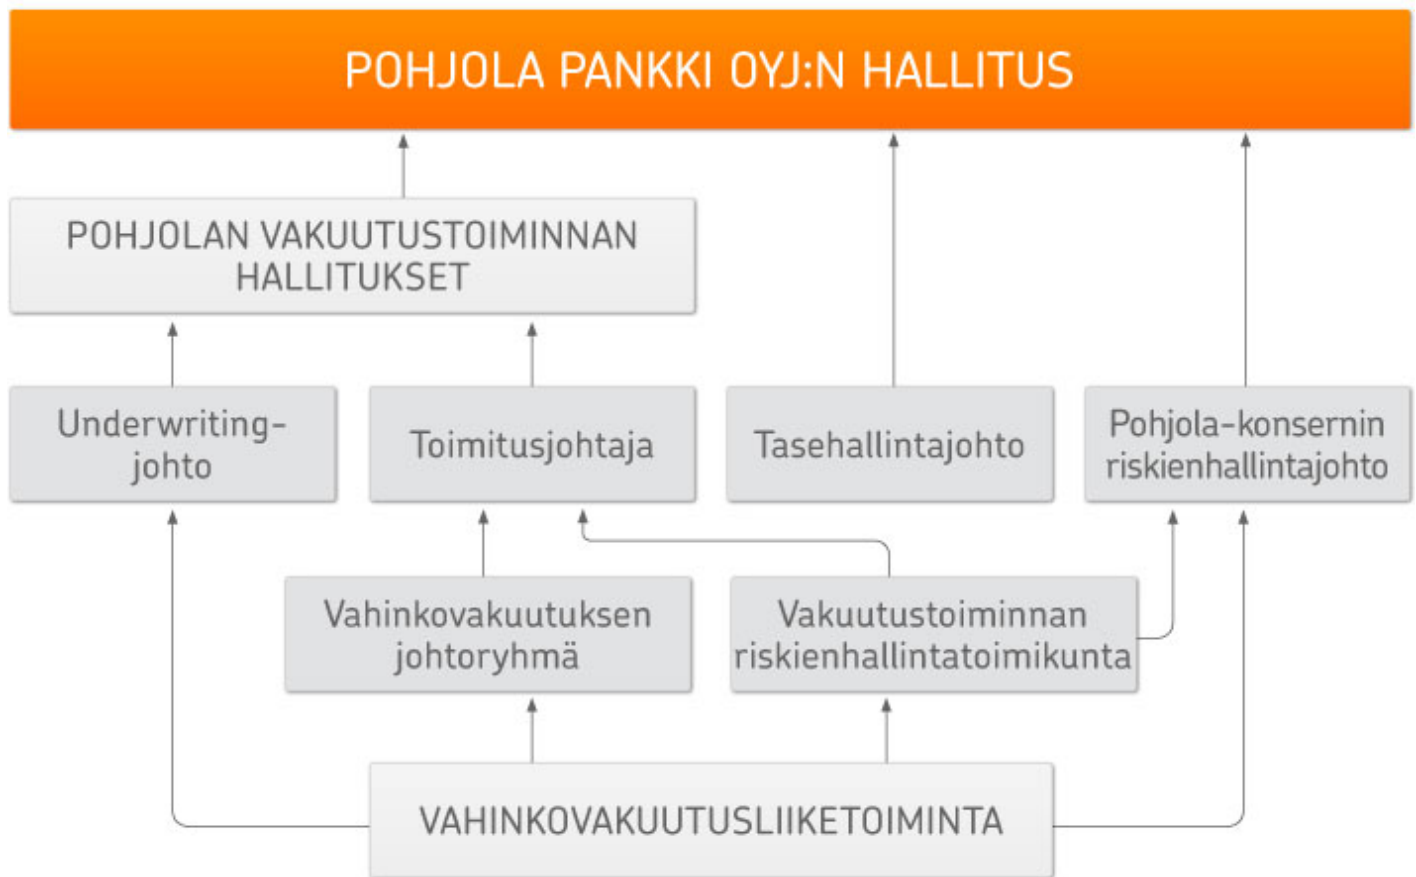 POHJOLA PANKKI OYJ:N HALLITUS
POHJOLAN VAKUUTUSTOIMINNAN
HALLITUKSET
Underwriting-
johto
Toimitusjohtaja
Tasehallintajohto
Pohjola-konsernin
riskienhallintajohto
Vahinkovakuutuksen
johtoryhmä
Vakuutustoiminnan
riskienhallintatoimikunta
VAHINKOVAKUUTUSLIIKETOIMINTA